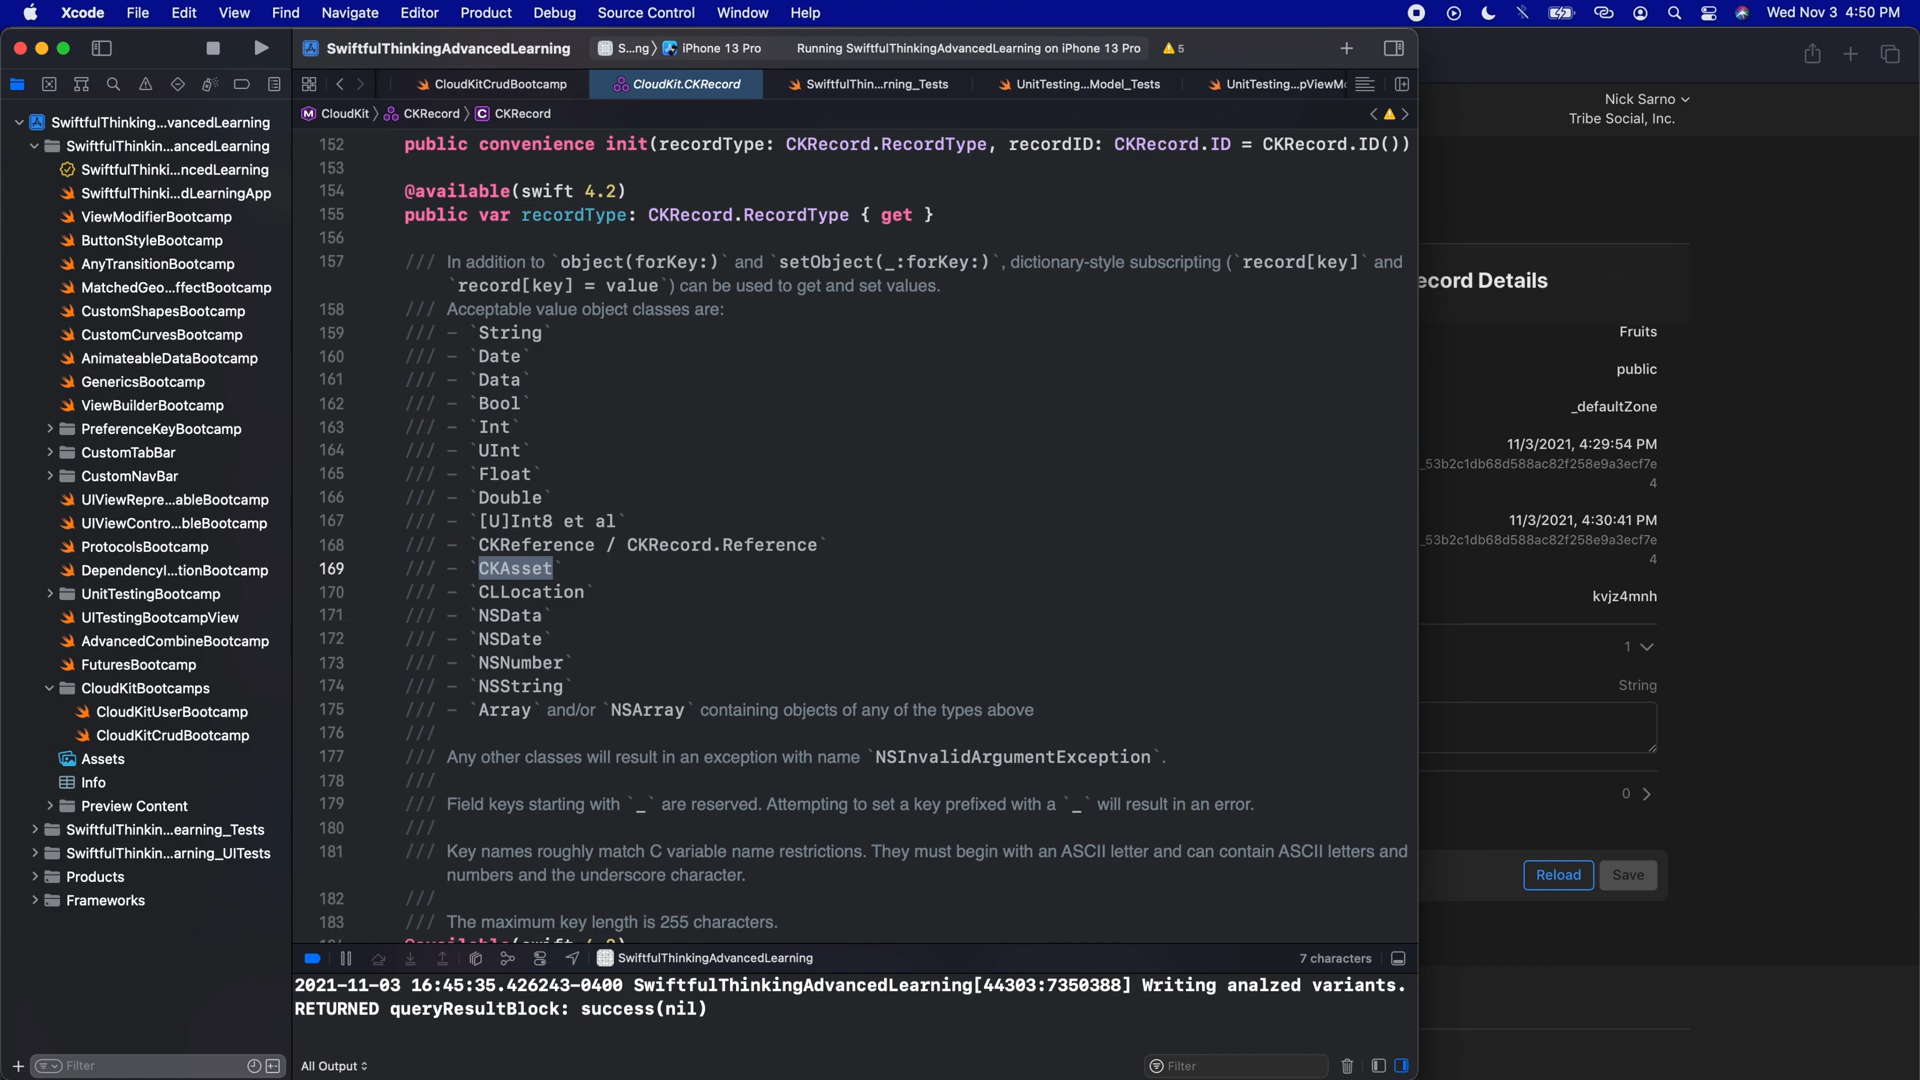 Xcode File Edit View Find Navigate Editor Product Debug Source Control Window Help Wed Nov 3 4:50 PM
SwiftfulThinkingAdvancedLearning S...ng iPhone 13 Pro Running SwiftfulThinkingAdvancedLearning on iPhone 13 Pro 5
CloudKitCrudBootcamp CloudKit.CKRecord SwiftfulThin...rning_Tests UnitTesting...Model_Tests UnitTesting...pViewM
CloudKit CKRecord CKRecord
SwiftfulThinking...vancedLearning
SwiftfulThinkin...ancedLearning
SwiftfulThinki...ncedLearning
SwiftfulThinki...dLearningApp
ViewModifierBootcamp
ButtonStyleBootcamp
AnyTransitionBootcamp
MatchedGeo...ffectBootcamp
CustomShapesBootcamp
CustomCurvesBootcamp
AnimateableDataBootcamp
GenericsBootcamp
ViewBuilderBootcamp
PreferenceKeyBootcamp
CustomTabBar
CustomNavBar
UIViewRepre...ableBootcamp
UIViewContro...bleBootcamp
ProtocolsBootcamp
DependencyI...tionBootcamp
UnitTestingBootcamp
UITestingBootcampView
AdvancedCombineBootcamp
FuturesBootcamp
CloudKitBootcamps
CloudKitUserBootcamp
CloudKitCrudBootcamp
Assets
Info
Preview Content
SwiftfulThinkin...earning_Tests
SwiftfulThinkin...arning_UITests
Products
Frameworks
Filter
152 public convenience init(recordType: CKRecord.RecordType, recordID: CKRecord.ID = CKRecord.ID())
153
154 @available(swift 4.2)
155 public var recordType: CKRecord.RecordType { get }
156
157 /// In addition to `object(forKey:)` and `setObject(_:forKey:)`, dictionary-style subscripting (`record[key]` and
`record[key] = value`) can be used to get and set values.
158 /// Acceptable value object classes are:
159 /// - `String`
160 /// - `Date`
161 /// - `Data`
162 /// - `Bool`
163 /// - `Int`
164 /// - `UInt`
165 /// - `Float`
166 /// - `Double`
167 /// - `[U]Int8 et al`
168 /// - `CKReference / CKRecord.Reference`
169 /// - `CKAsset`
170 /// - `CLLocation`
171 /// - `NSData`
172 /// - `NSDate`
173 /// - `NSNumber`
174 /// - `NSString`
175 /// - `Array` and/or `NSArray` containing objects of any of the types above
176 ///
177 /// Any other classes will result in an exception with name `NSInvalidArgumentException`.
178 ///
179 /// Field keys starting with `_` are reserved. Attempting to set a key prefixed with a `_` will result in an error.
180 ///
181 /// Key names roughly match C variable name restrictions. They must begin with an ASCII letter and can contain ASCII letters and
numbers and the underscore character.
182 ///
183 /// The maximum key length is 255 characters.
SwiftfulThinkingAdvancedLearning 7 characters
2021-11-03 16:45:35.426243-0400 SwiftfulThinkingAdvancedLearning[44303:7350388] Writing analzed variants.
RETURNED queryResultBlock: success(nil)
All Output Filter
Nick Sarno
Tribe Social, Inc.
ecord Details
Fruits
public
_defaultZone
11/3/2021, 4:29:54 PM
_53b2c1db68d588ac82f258e9a3ecf7e
4
11/3/2021, 4:30:41 PM
_53b2c1db68d588ac82f258e9a3ecf7e
4
kvjz4mnh
1
String
0
Reload Save